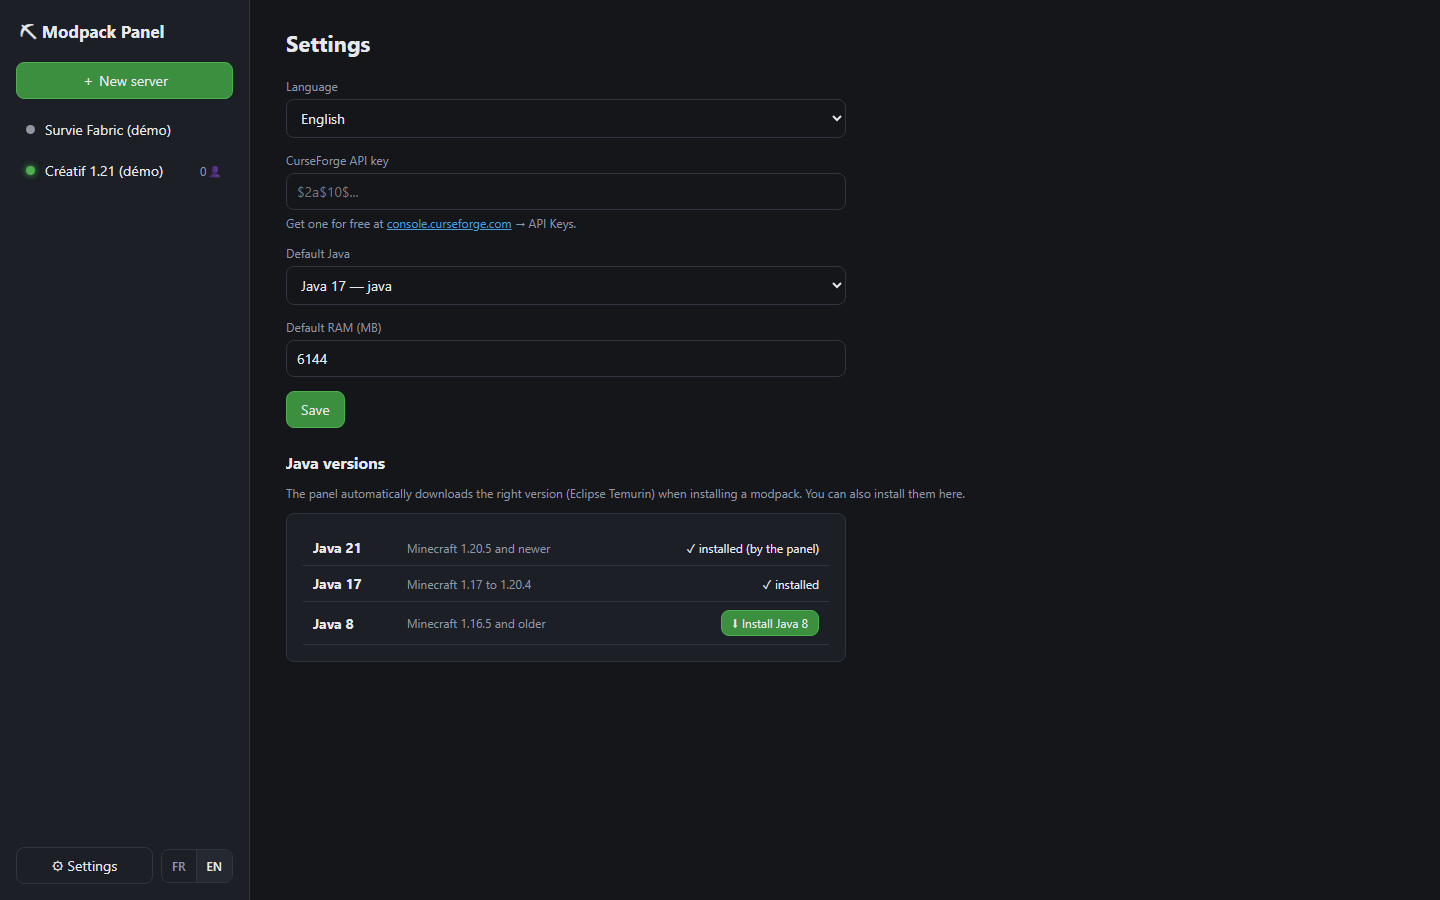 ⛏ Modpack Panel
+ New server
Survie Fabric (démo)
Créatif 1.21 (démo) 0 👤
Settings
Language
English
CurseForge API key
$2a$10$...
Get one for free at console.curseforge.com → API Keys.
Default Java
Java 17 — java
Default RAM (MB)
6144
Save
Java versions
The panel automatically downloads the right version (Eclipse Temurin) when installing a modpack. You can also install them here.
Java 21 Minecraft 1.20.5 and newer ✓ installed (by the panel)
Java 17 Minecraft 1.17 to 1.20.4 ✓ installed
Java 8 Minecraft 1.16.5 and older ⬇ Install Java 8
⚙ Settings FR EN